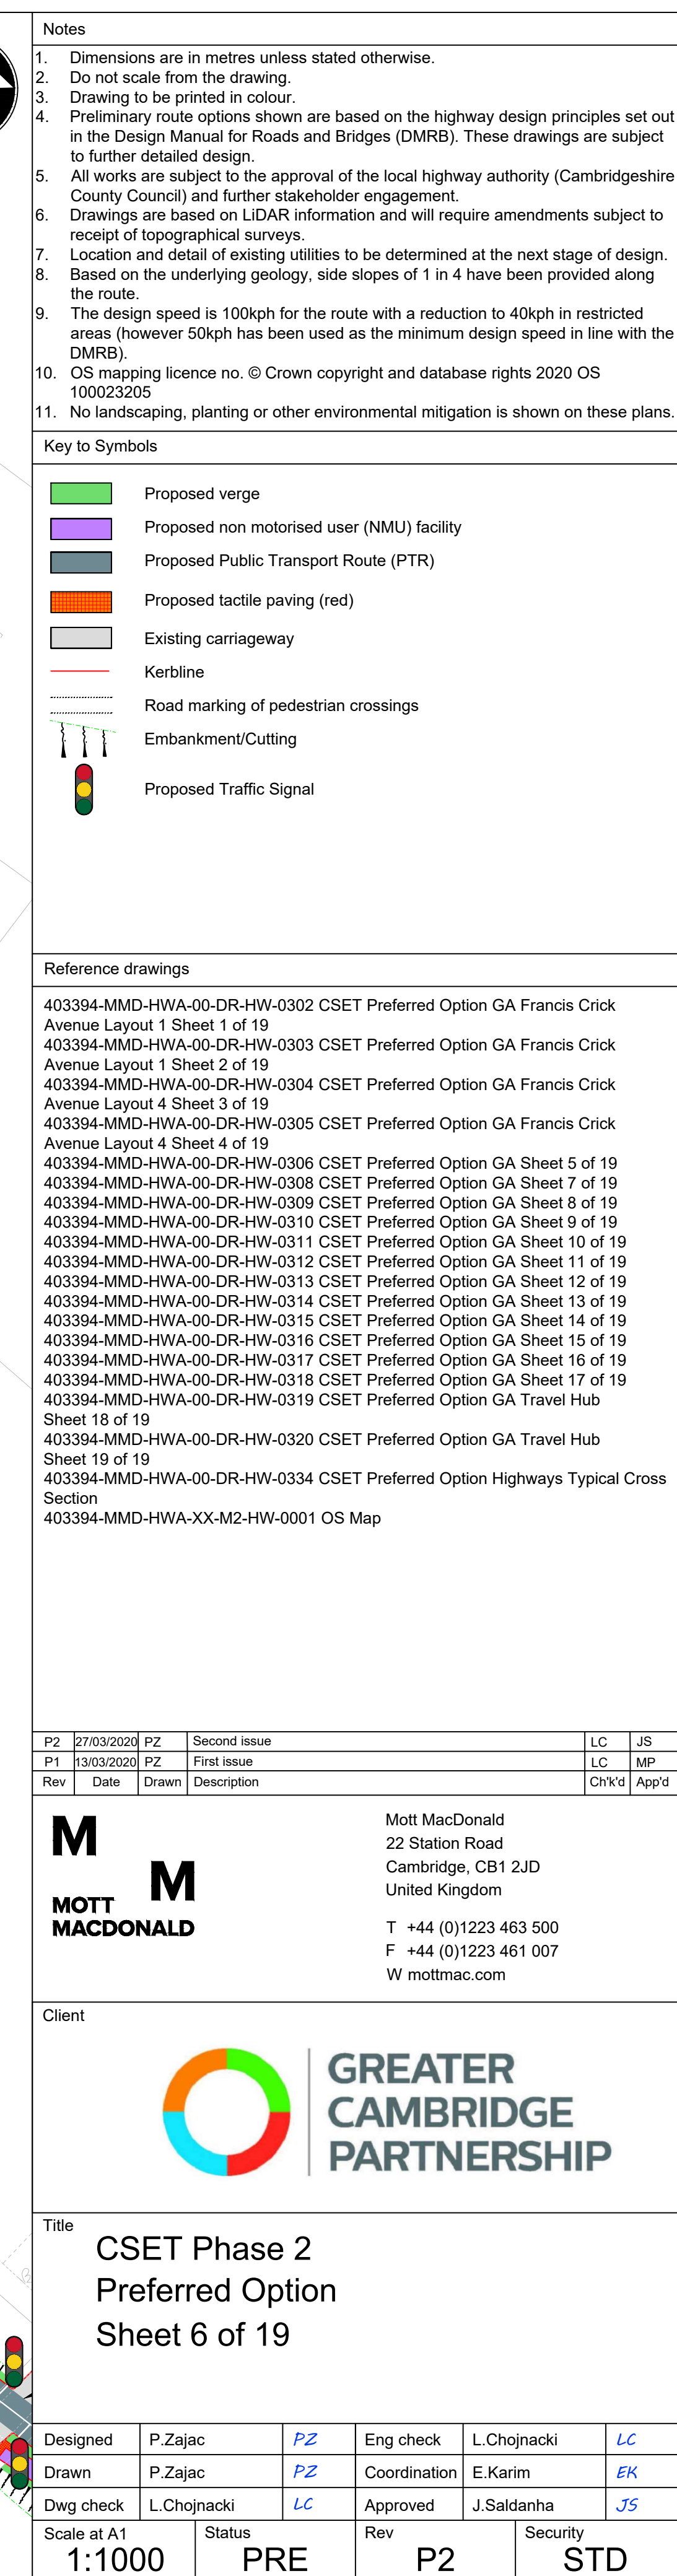 Notes
1. Dimensions are in metres unless stated otherwise.
2. Do not scale from the drawing.
3. Drawing to be printed in colour.
4. Preliminary route options shown are based on the highway design principles set out
in the Design Manual for Roads and Bridges (DMRB). These drawings are subject
to further detailed design.
5. All works are subject to the approval of the local highway authority (Cambridgeshire
County Council) and further stakeholder engagement.
6. Drawings are based on LiDAR information and will require amendments subject to
receipt of topographical surveys.
7. Location and detail of existing utilities to be determined at the next stage of design.
8. Based on the underlying geology, side slopes of 1 in 4 have been provided along
the route.
9. The design speed is 100kph for the route with a reduction to 40kph in restricted
areas (however 50kph has been used as the minimum design speed in line with the
DMRB).
10. OS mapping licence no. © Crown copyright and database rights 2020 OS
100023205
11. No landscaping, planting or other environmental mitigation is shown on these plans.
Key to Symbols
Proposed verge
Proposed non motorised user (NMU) facility
Proposed Public Transport Route (PTR)
Proposed tactile paving (red)
Existing carriageway
Kerbline
Road marking of pedestrian crossings
Embankment/Cutting
Proposed Traffic Signal
Reference drawings
403394-MMD-HWA-00-DR-HW-0302 CSET Preferred Option GA Francis Crick
Avenue Layout 1 Sheet 1 of 19
403394-MMD-HWA-00-DR-HW-0303 CSET Preferred Option GA Francis Crick
Avenue Layout 1 Sheet 2 of 19
403394-MMD-HWA-00-DR-HW-0304 CSET Preferred Option GA Francis Crick
Avenue Layout 4 Sheet 3 of 19
403394-MMD-HWA-00-DR-HW-0305 CSET Preferred Option GA Francis Crick
Avenue Layout 4 Sheet 4 of 19
403394-MMD-HWA-00-DR-HW-0306 CSET Preferred Option GA Sheet 5 of 19
403394-MMD-HWA-00-DR-HW-0308 CSET Preferred Option GA Sheet 7 of 19
403394-MMD-HWA-00-DR-HW-0309 CSET Preferred Option GA Sheet 8 of 19
403394-MMD-HWA-00-DR-HW-0310 CSET Preferred Option GA Sheet 9 of 19
403394-MMD-HWA-00-DR-HW-0311 CSET Preferred Option GA Sheet 10 of 19
403394-MMD-HWA-00-DR-HW-0312 CSET Preferred Option GA Sheet 11 of 19
403394-MMD-HWA-00-DR-HW-0313 CSET Preferred Option GA Sheet 12 of 19
403394-MMD-HWA-00-DR-HW-0314 CSET Preferred Option GA Sheet 13 of 19
403394-MMD-HWA-00-DR-HW-0315 CSET Preferred Option GA Sheet 14 of 19
403394-MMD-HWA-00-DR-HW-0316 CSET Preferred Option GA Sheet 15 of 19
403394-MMD-HWA-00-DR-HW-0317 CSET Preferred Option GA Sheet 16 of 19
403394-MMD-HWA-00-DR-HW-0318 CSET Preferred Option GA Sheet 17 of 19
403394-MMD-HWA-00-DR-HW-0319 CSET Preferred Option GA Travel Hub
Sheet 18 of 19
403394-MMD-HWA-00-DR-HW-0320 CSET Preferred Option GA Travel Hub
Sheet 19 of 19
403394-MMD-HWA-00-DR-HW-0334 CSET Preferred Option Highways Typical Cross
Section
403394-MMD-HWA-XX-M2-HW-0001 OS Map
P2 27/03/2020 PZ Second issue LC JS
P1 13/03/2020 PZ First issue LC MP
Rev Date Drawn Description Ch'k'd App'd
M
M
MOTT
MACDONALD
Mott MacDonald
22 Station Road
Cambridge, CB1 2JD
United Kingdom
T +44 (0)1223 463 500
F +44 (0)1223 461 007
W mottmac.com
Client
GREATER
CAMBRIDGE
PARTNERSHIP
Title
CSET Phase 2
Preferred Option
Sheet 6 of 19
Designed P.Zajac PZ Eng check L.Chojnacki LC
Drawn P.Zajac PZ Coordination E.Karim EK
Dwg check L.Chojnacki LC Approved J.Saldanha JS
Scale at A1 Status Rev Security
1:1000 PRE P2 STD